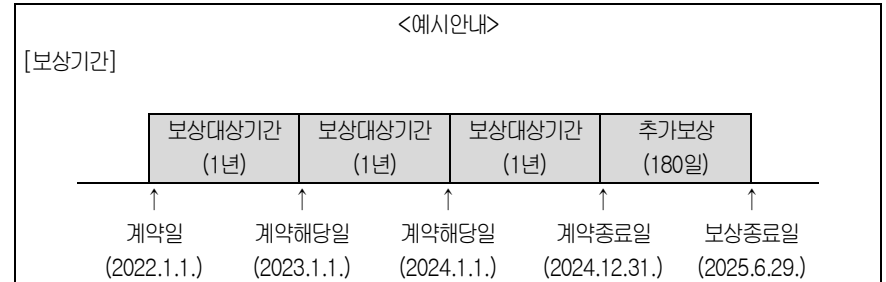 <예시안내>
[보상기간]
보상대상기간 보상대상기간 보상대상기간 추가보상
(1년) (1년) (1년) (180일)
↑ ↑ ↑ ↑ ↑
계약일 계약해당일 계약해당일 계약종료일 보상종료일
(2022.1.1.) (2023.1.1.) (2024.1.1.) (2024.12.31.) (2025.6.29.)